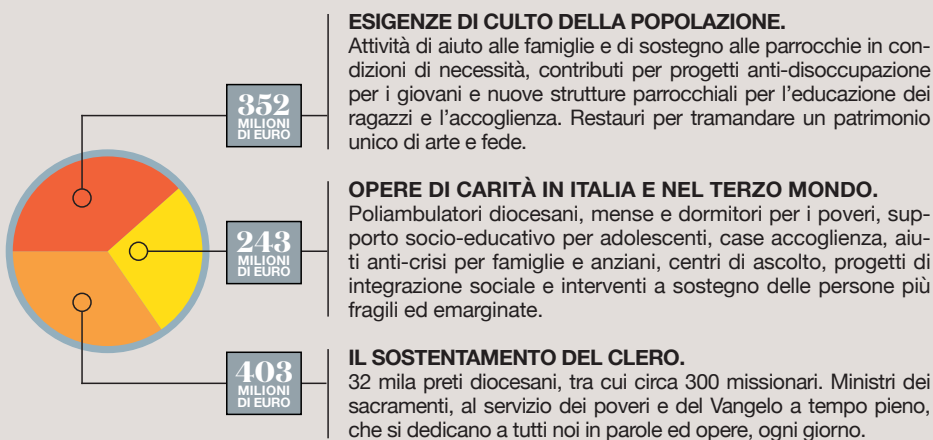 ESIGENZE DI CULTO DELLA POPOLAZIONE.
Attività di aiuto alle famiglie e di sostegno alle parrocchie in con-
dizioni di necessità, contributi per progetti anti-disoccupazione
per i giovani e nuove strutture parrocchiali per l'educazione dei
ragazzi e l'accoglienza. Restauri per tramandare un patrimonio
unico di arte e fede.
352
MILIONI
DI EURO
OPERE DI CARITÀ IN ITALIA E NEL TERZO MONDO.
Poliambulatori diocesani, mense e dormitori per i poveri, sup-
porto socio-educativo per adolescenti, case accoglienza, aiu-
ti anti-crisi per famiglie e anziani, centri di ascolto, progetti di
integrazione sociale e interventi a sostegno delle persone più
fragili ed emarginate.
243
MILIONI
DI EURO
IL SOSTENTAMENTO DEL CLERO.
32 mila preti diocesani, tra cui circa 300 missionari. Ministri dei
sacramenti, al servizio dei poveri e del Vangelo a tempo pieno,
che si dedicano a tutti noi in parole ed opere, ogni giorno.
403
MILIONI
DI EURO